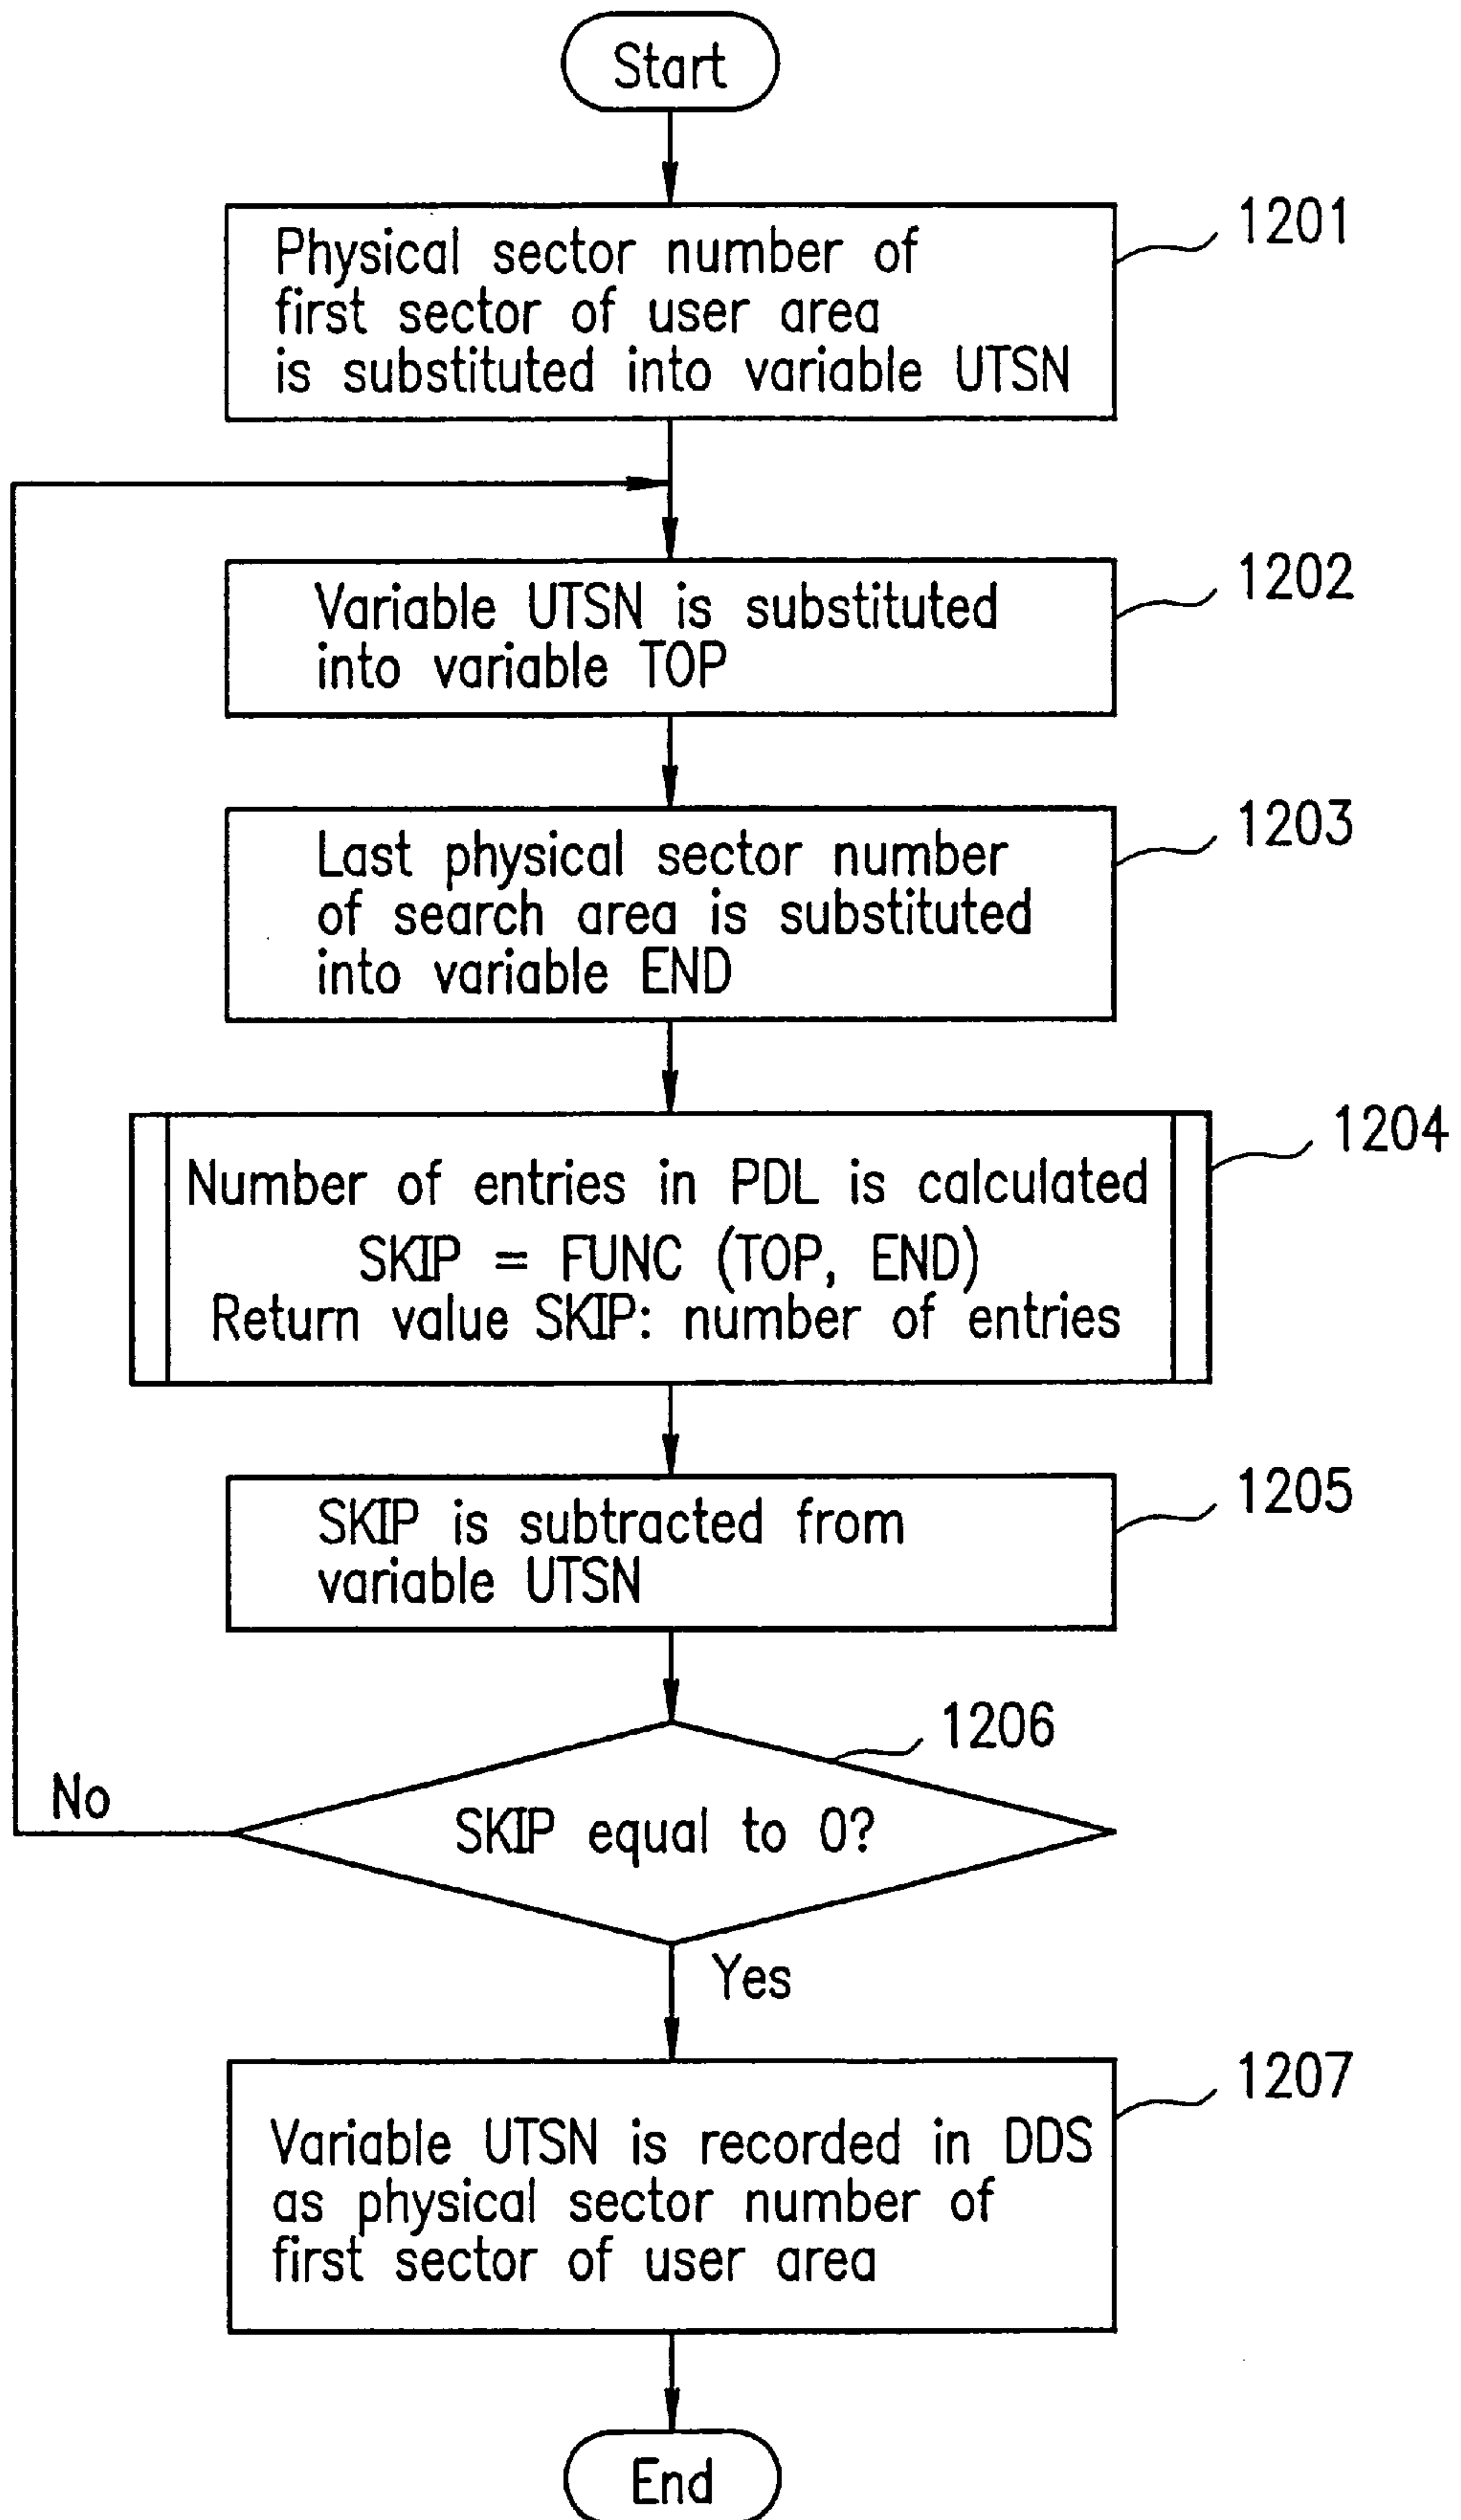 Start
1201
Physical sector number of
first sector of user area
is substituted into variable UTSN
1202
Variable UTSN is substituted
into variable TOP
1203
Last physical sector number
of search area is substituted
into variable END
1204
Number of entries in PDL is calculated
SKIP = FUNC (TOP, END)
Return value SKIP: number of entries
1205
SKIP is subtracted from
variable UTSN
1206
No
SKIP equal to 0?
Yes
1207
Variable UTSN is recorded in DDS
as physical sector number of
first sector of user area
End